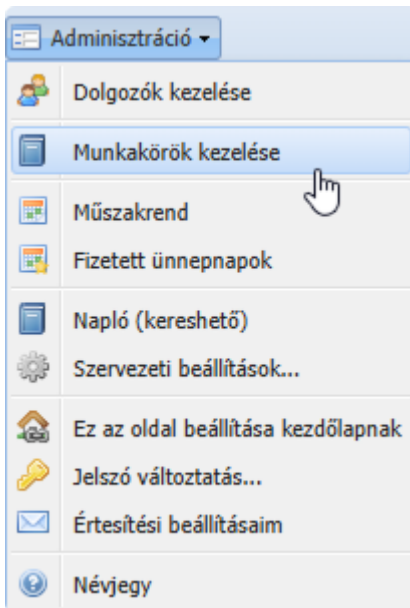 Adminisztráció
Dolgozók kezelése
Munkakörök kezelése
Műszakrend
Fizetett ünnepnapok
Napló (kereshető)
Szervezeti beállítások...
Ez az oldal beállítása kezdőlapnak
Jelszó változtatás...
Értesítési beállításaim
Névjegy